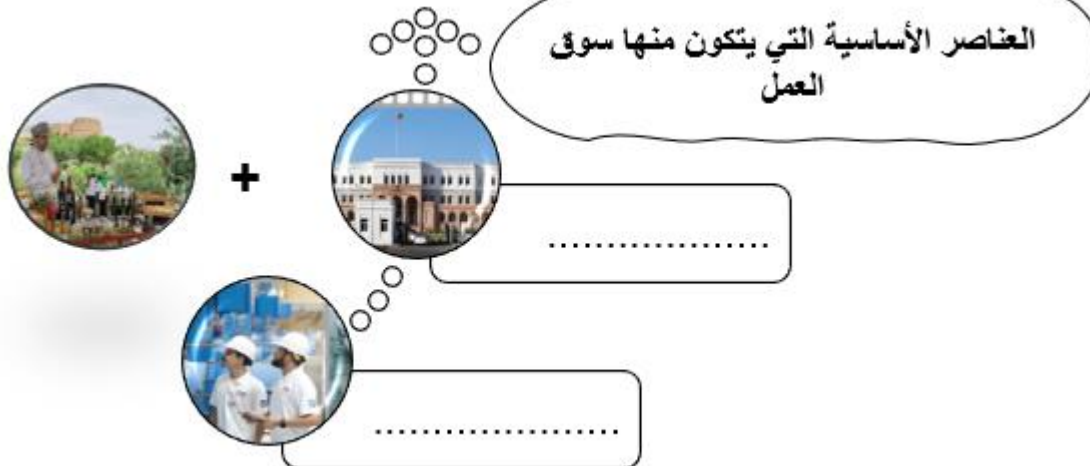 العناصر الأساسية التي يتكون منها سوق
العمل
+
...................
.....................